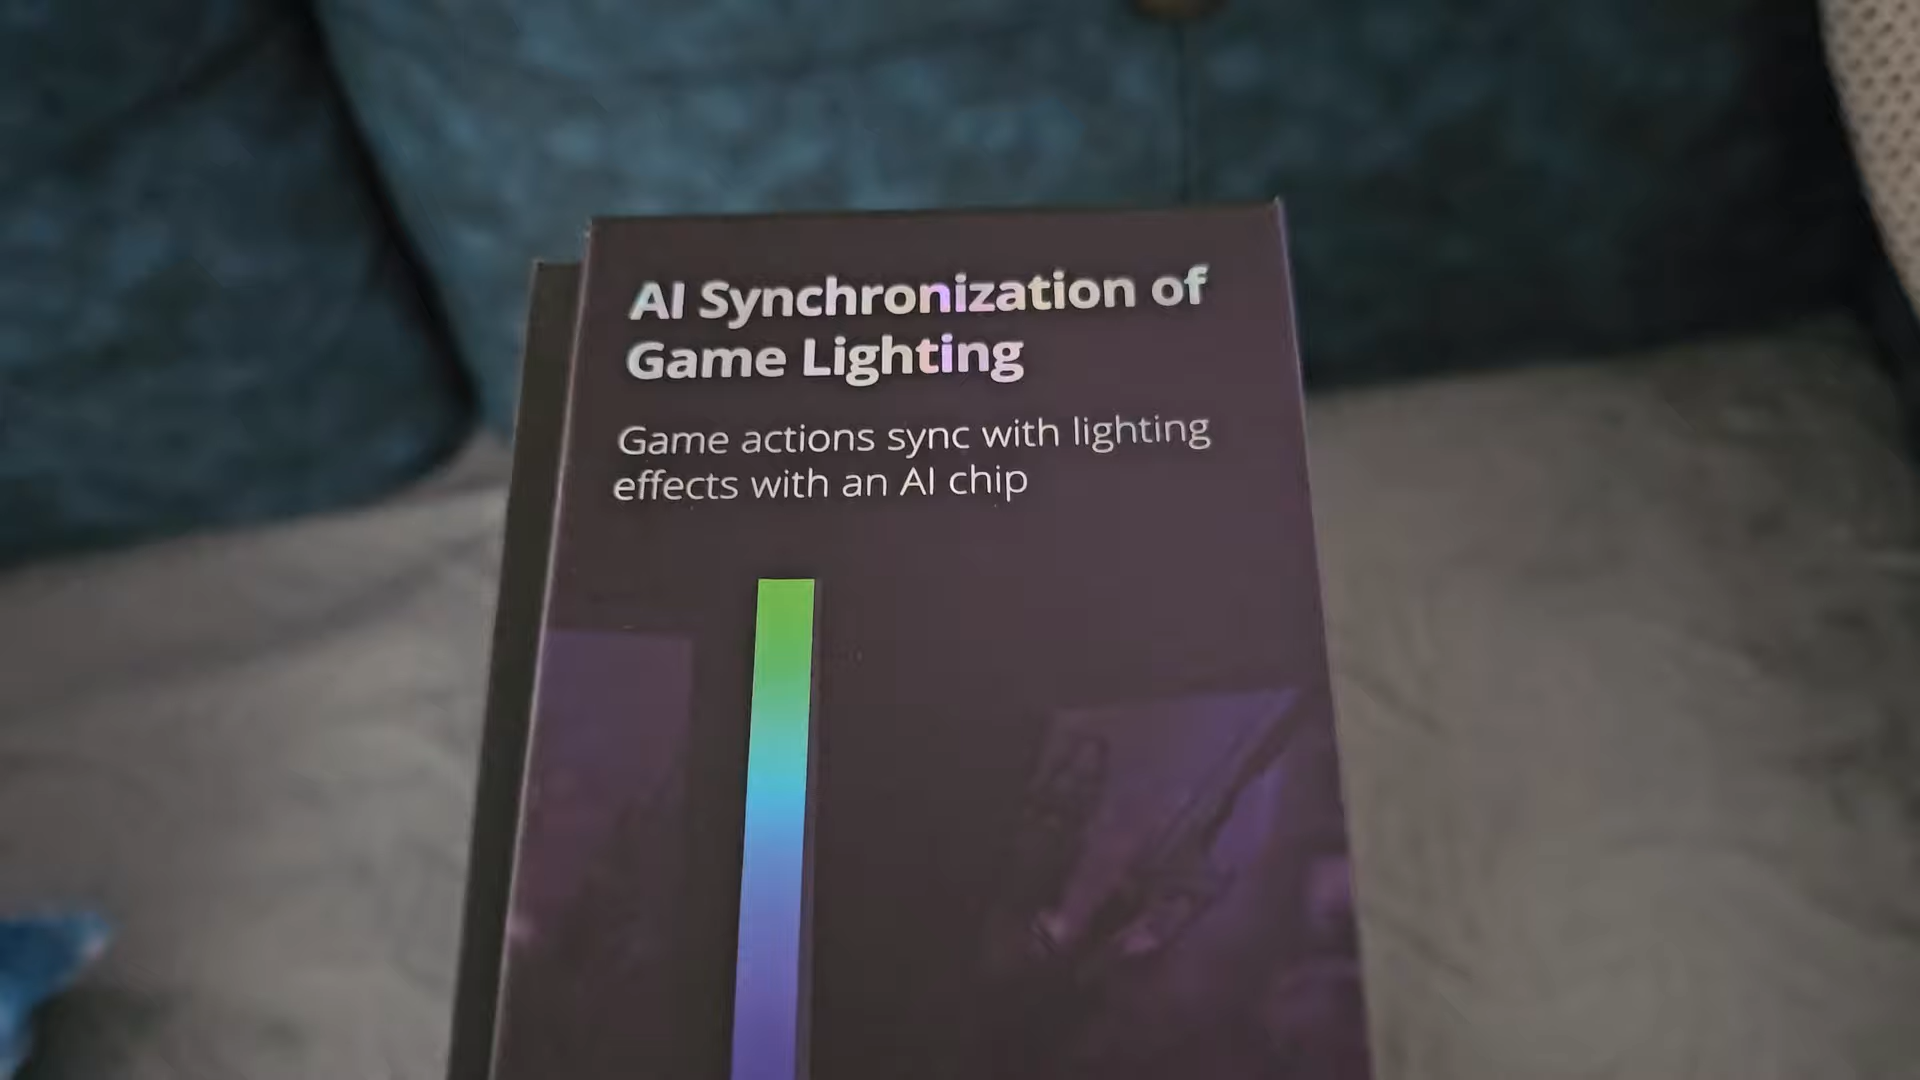 AI Synchronization of
Game Lighting
Game actions sync with lighting
effects with an AI chip